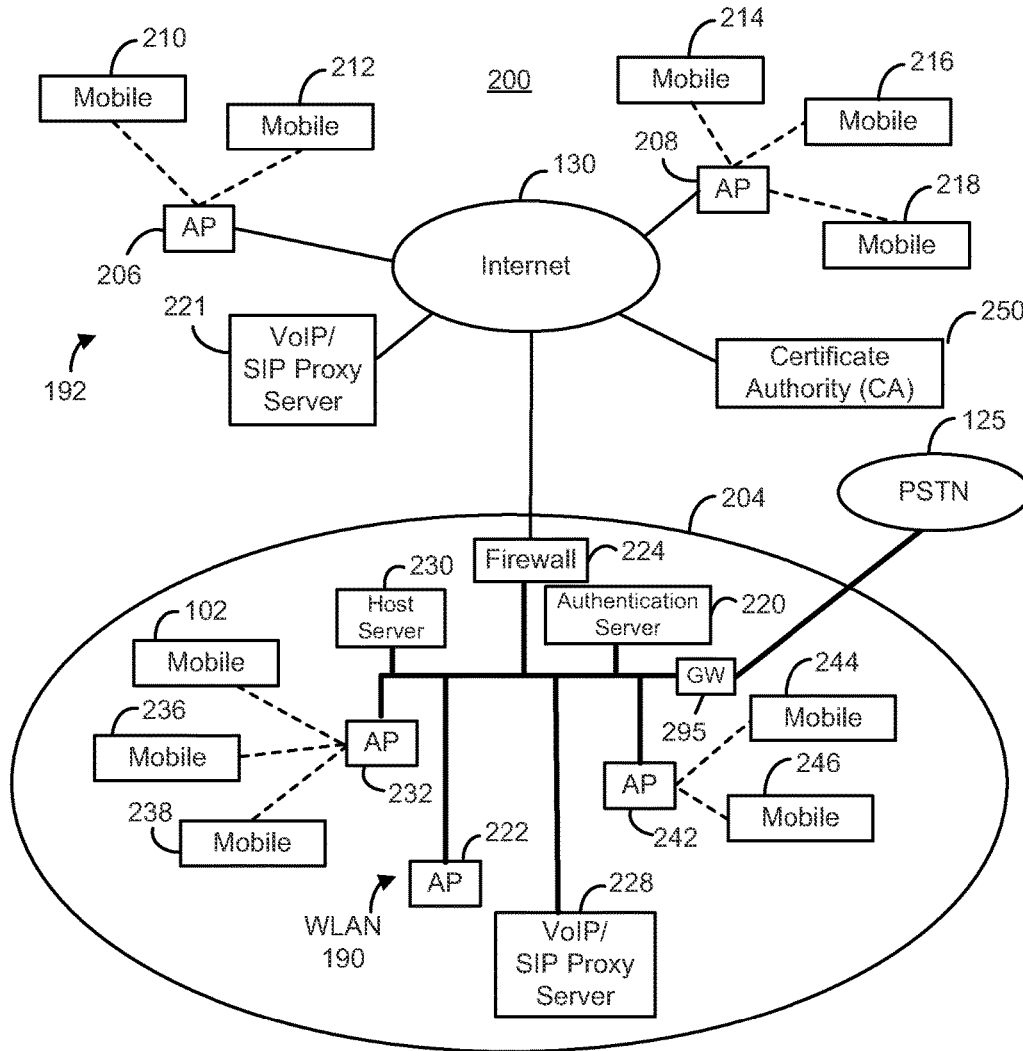 210
Mobile
212
Mobile
200
214
Mobile
216
Mobile
208
AP
218
Mobile
130
Internet
AP
206
221
VoIP/
SIP Proxy
Server
192
250
Certificate
Authority (CA)
125
PSTN
204
Firewall
224
230
Host
Server
Authentication
Server
220
102
Mobile
GW
295
244
Mobile
236
Mobile
AP
232
AP
242
246
Mobile
238
Mobile
222
AP
WLAN
190
228
VoIP/
SIP Proxy
Server